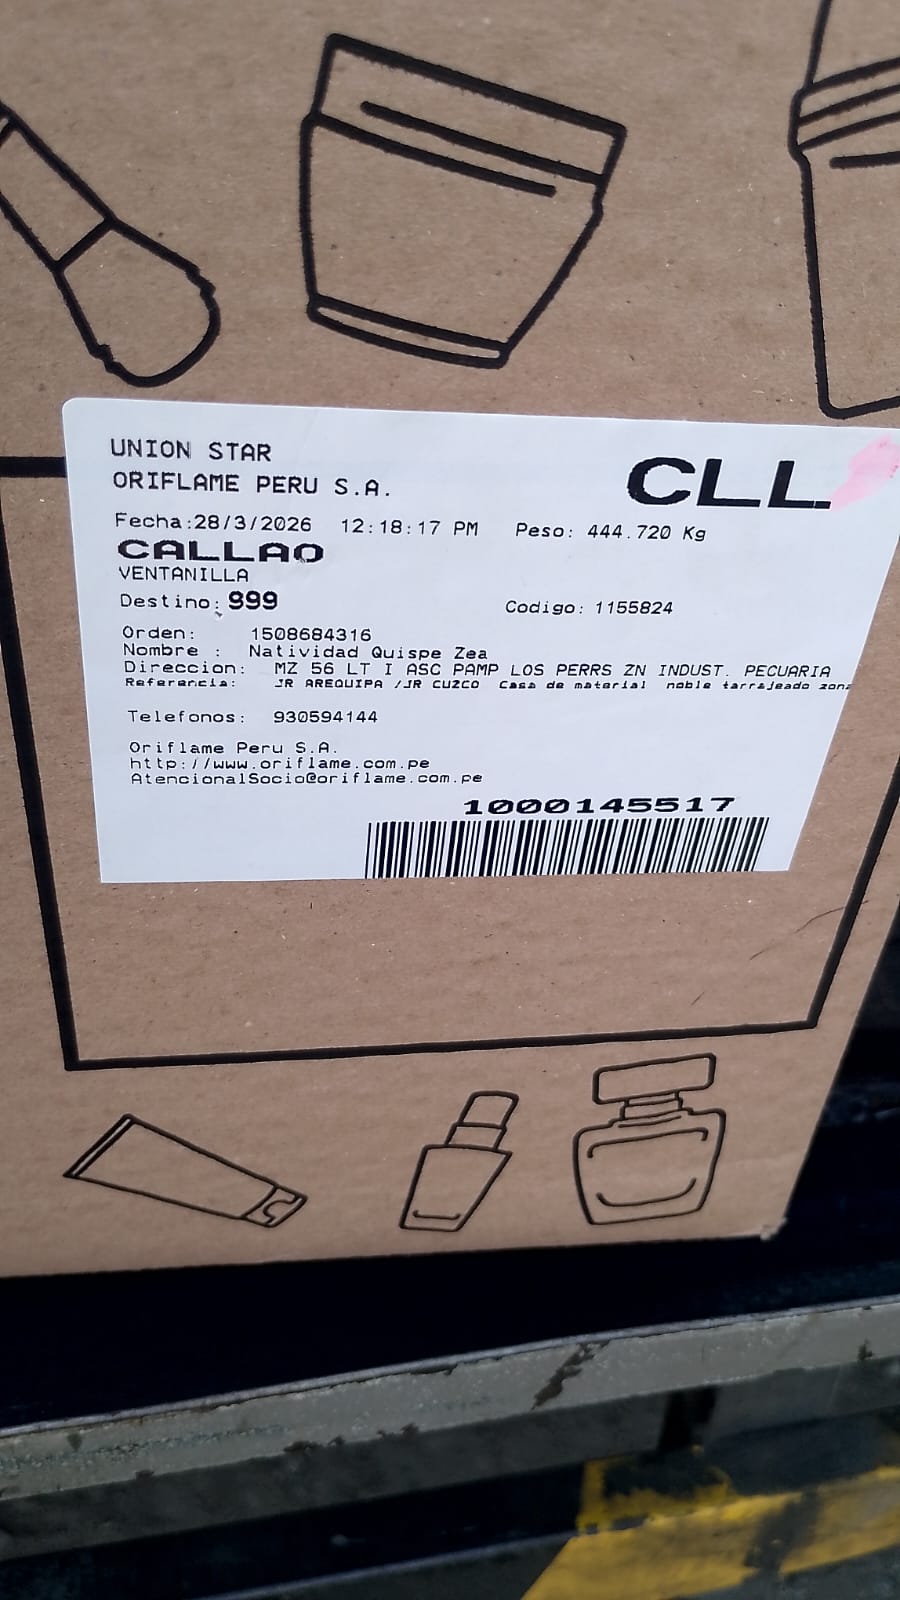 UNION STAR
ORIFLAME PERU S.A.
CLL
Fecha:28/3/2026 12:18:17 PM Peso: 444.720 Kg
CALLAO
VENTANILLA
Destino: 999 Codigo: 1155824
Orden: 1508684316
Nombre : Natividad Quispe Zea
Direccion: MZ 56 LT I ASC PAMP LOS PERRS ZN INDUST. PECUARIA
Referencia: JR AREQUIPA /JR CUZCO Casa de material noble tarrajeado zona
Telefonos: 930594144
Oriflame Peru S.A.
http://www.oriflame.com.pe
AtencionalSocio@oriflame.com.pe
1000145517